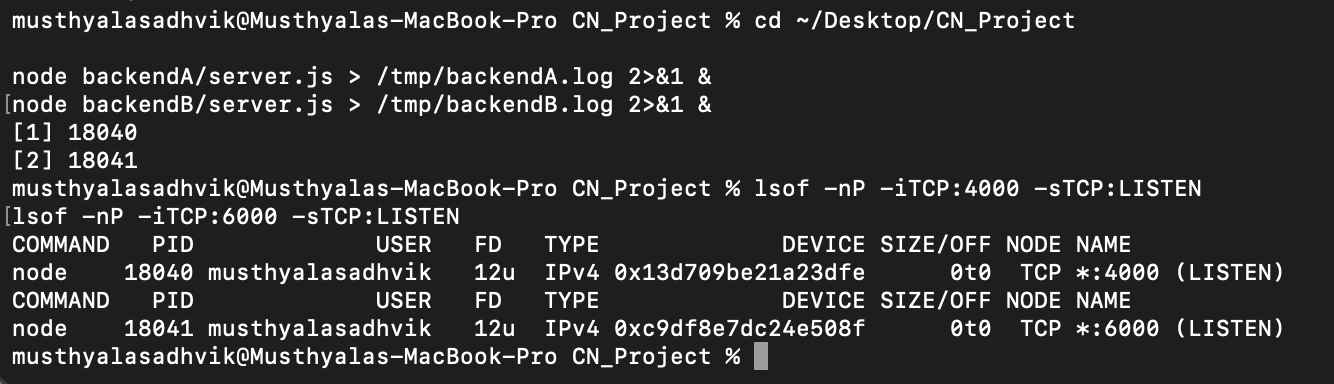 musthyalasadhvik@Musthyalas-MacBook-Pro CN_Project % cd ~/Desktop/CN_Project
node backendA/server.js > /tmp/backendA.log 2>&1 &
[node backendB/server.js > /tmp/backendB.log 2>&1 &
[1] 18040
[2] 18041
musthyalasadhvik@Musthyalas-MacBook-Pro CN_Project % lsof -nP -iTCP:4000 -sTCP:LISTEN
[lsof -nP -iTCP:6000 -sTCP:LISTEN
COMMAND   PID             USER   FD   TYPE             DEVICE SIZE/OFF NODE NAME
node    18040 musthyalasadhvik   12u  IPv4 0x13d709be21a23dfe      0t0  TCP *:4000 (LISTEN)
COMMAND   PID             USER   FD   TYPE             DEVICE SIZE/OFF NODE NAME
node    18041 musthyalasadhvik   12u  IPv4 0xc9df8e7dc24e508f      0t0  TCP *:6000 (LISTEN)
musthyalasadhvik@Musthyalas-MacBook-Pro CN_Project %